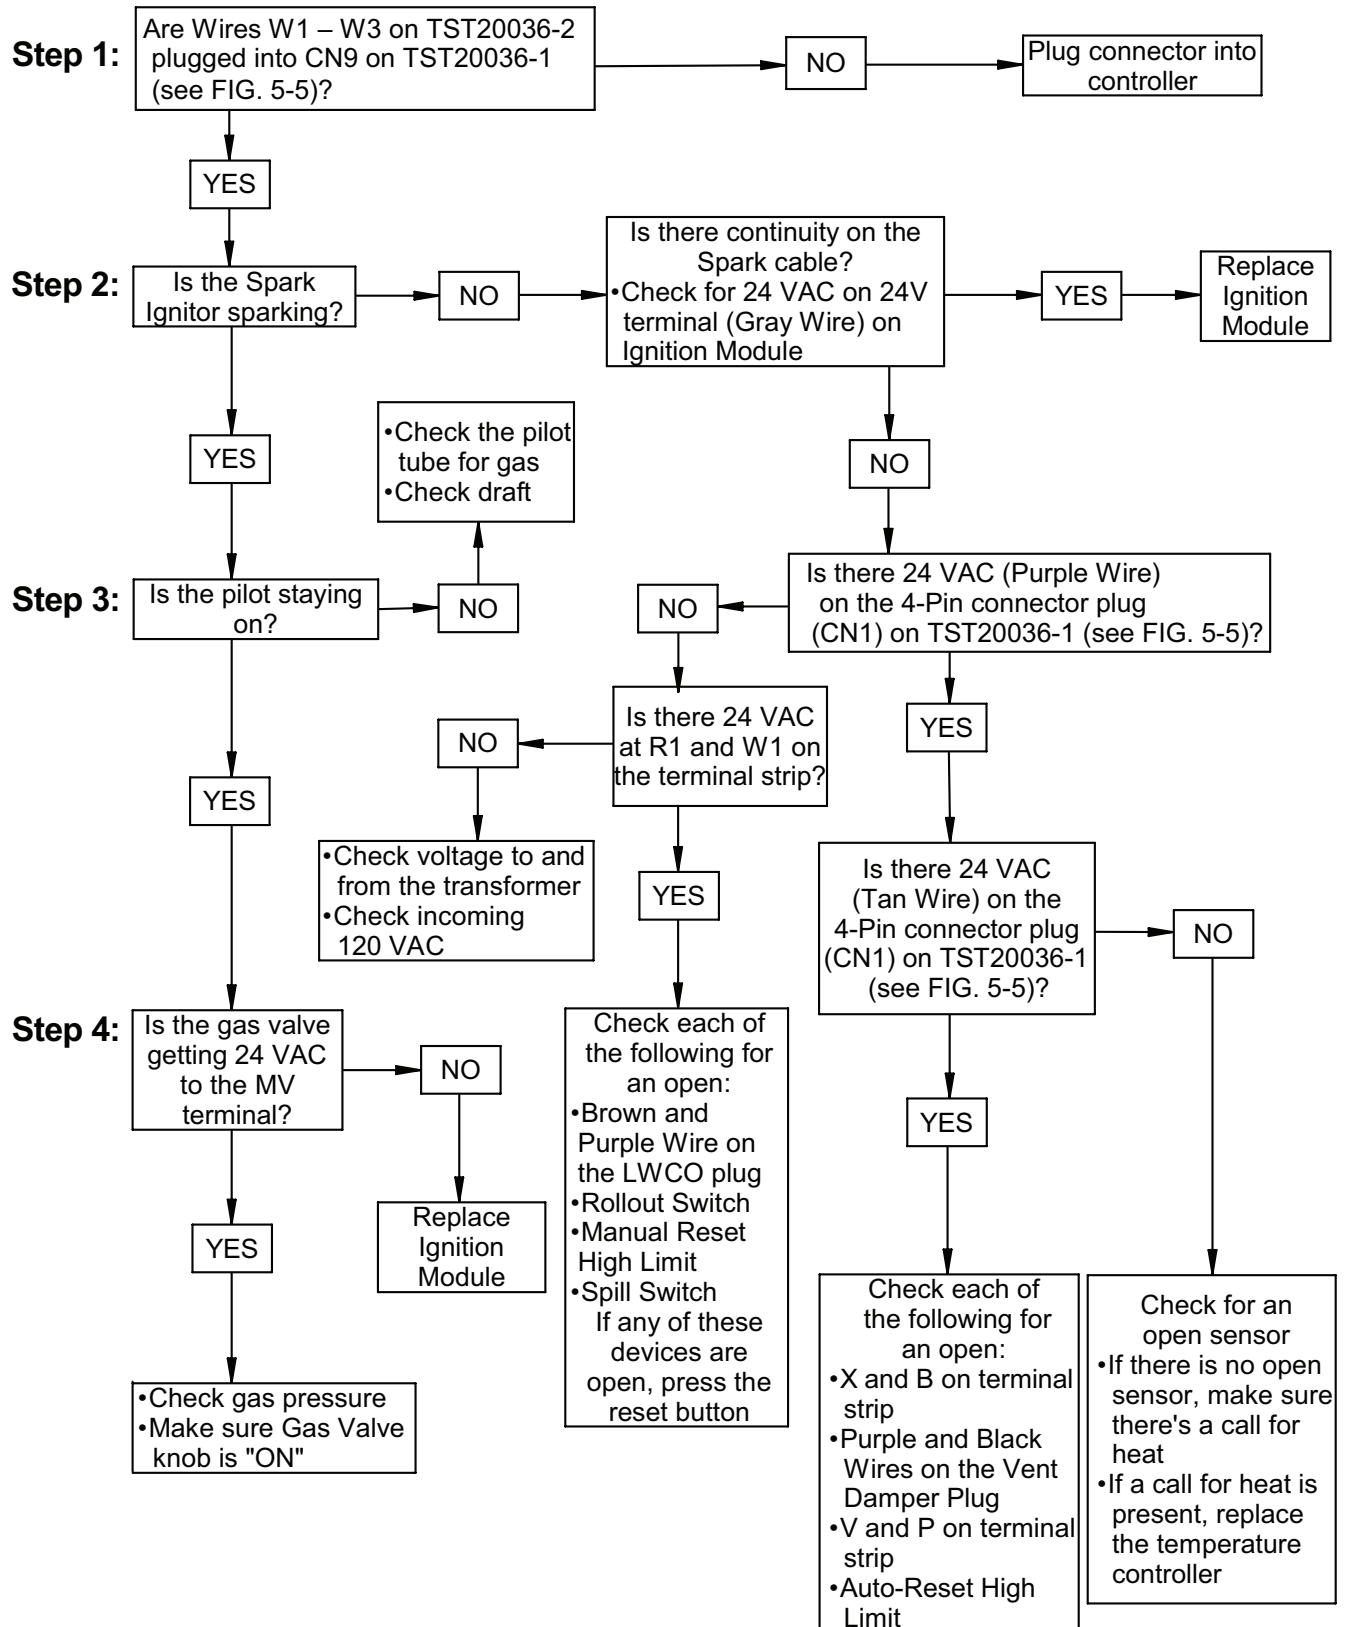 Step 1:
Are Wires W1 – W3 on TST20036-2
plugged into CN9 on TST20036-1
(see FIG. 5-5)?
NO
Plug connector into
controller
YES
Step 2:
Is the Spark
Ignitor sparking?
NO
Is there continuity on the
Spark cable?
•Check for 24 VAC on 24V
terminal (Gray Wire) on
Ignition Module
YES
Replace
Ignition
Module
YES
•Check the pilot
tube for gas
•Check draft
NO
Step 3:
Is the pilot staying
on?
NO
NO
Is there 24 VAC (Purple Wire)
on the 4-Pin connector plug
(CN1) on TST20036-1 (see FIG. 5-5)?
YES
NO
Is there 24 VAC
at R1 and W1 on
the terminal strip?
YES
•Check voltage to and
from the transformer
•Check incoming
120 VAC
YES
Is there 24 VAC
(Tan Wire) on the
4-Pin connector plug
(CN1) on TST20036-1
(see FIG. 5-5)?
NO
Step 4:
Is the gas valve
getting 24 VAC
to the MV
terminal?
NO
Check each of
the following for
an open:
•Brown and
Purple Wire on
the LWCO plug
•Rollout Switch
•Manual Reset
High Limit
•Spill Switch
If any of these
devices are
open, press the
reset button
YES
YES
Replace
Ignition
Module
•Check gas pressure
•Make sure Gas Valve
knob is "ON"
Check each of
the following for
an open:
•X and B on terminal
strip
•Purple and Black
Wires on the Vent
Damper Plug
•V and P on terminal
strip
•Auto-Reset High
Limit
Check for an
open sensor
•If there is no open
sensor, make sure
there's a call for
heat
•If a call for heat is
present, replace
the temperature
controller